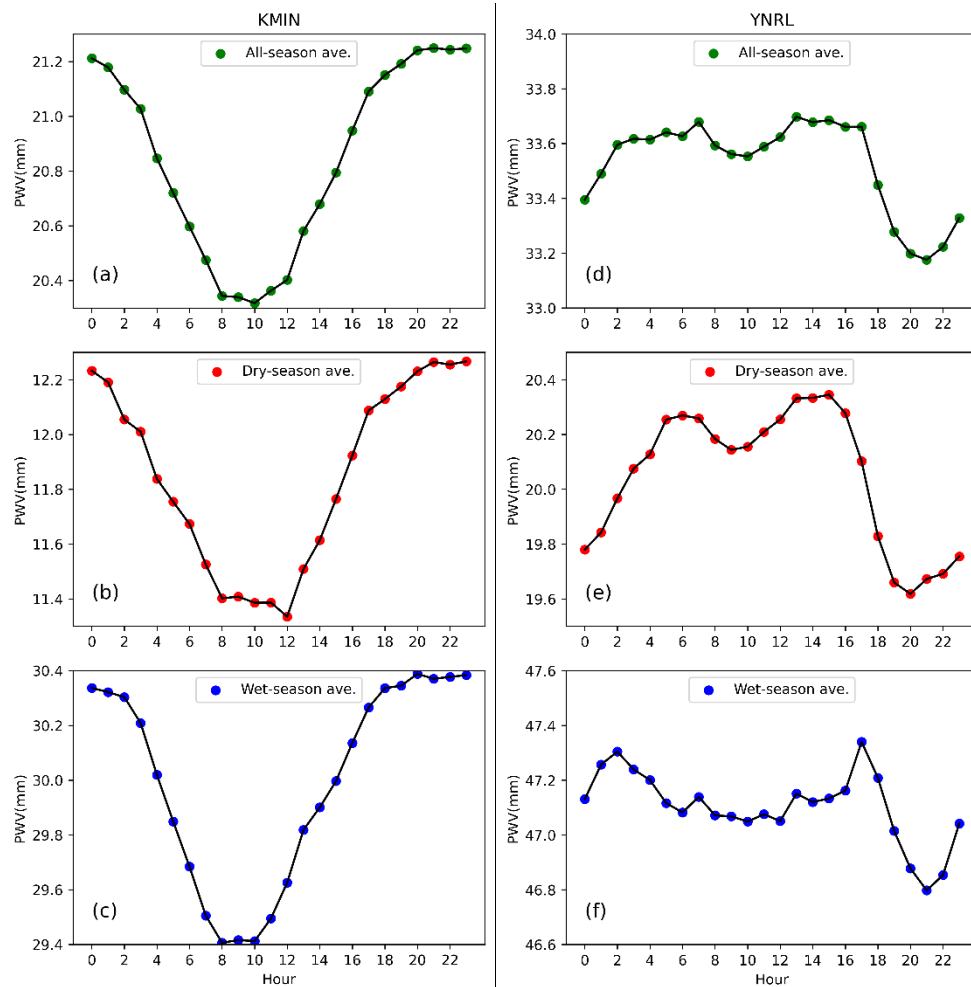 KMIN
21.2
21.0
20.8
20.6
20.4
PWV(mm)
All-season ave.
(a)
0 2 4 6 8 10 12 14 16 18 20 22
12.2
12.0
11.8
11.6
11.4
PWV(mm)
Dry-season ave.
(b)
0 2 4 6 8 10 12 14 16 18 20 22
30.4
30.2
30.0
29.8
29.6
29.4
PWV(mm)
Wet-season ave.
(c)
0 2 4 6 8 10 12 14 16 18 20 22
Hour
YNRL
34.0
33.8
33.6
33.4
33.2
33.0
PWV(mm)
All-season ave.
(d)
0 2 4 6 8 10 12 14 16 18 20 22
20.4
20.2
20.0
19.8
19.6
PWV(mm)
Dry-season ave.
(e)
0 2 4 6 8 10 12 14 16 18 20 22
47.6
47.4
47.2
47.0
46.8
46.6
PWV(mm)
Wet-season ave.
(f)
0 2 4 6 8 10 12 14 16 18 20 22
Hour